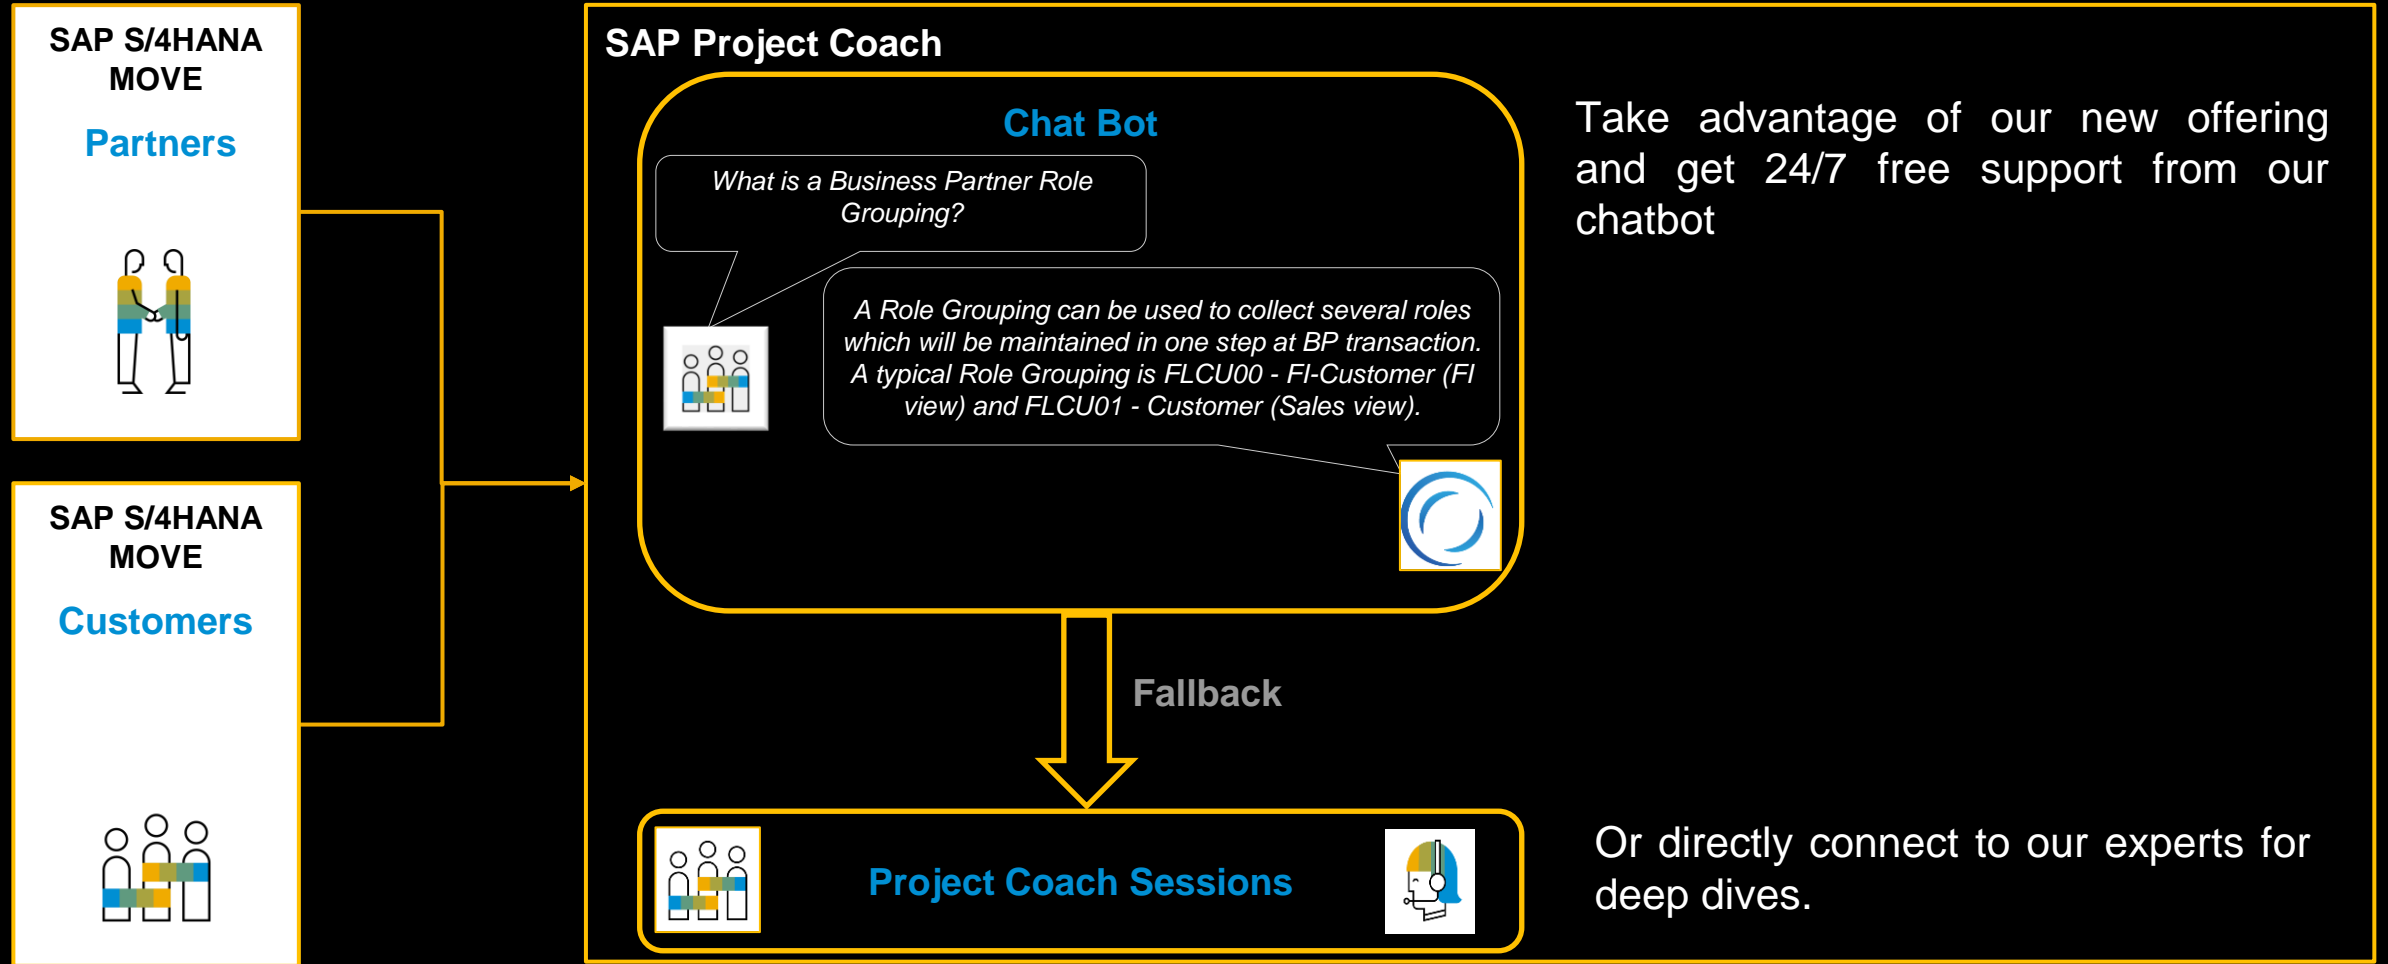 SAP S/4HANA
MOVE
Partners
SAP S/4HANA
MOVE
Customers
SAP Project Coach
Chat Bot
What is a Business Partner Role
Grouping?
A Role Grouping can be used to collect several roles
which will be maintained in one step at BP transaction.
A typical Role Grouping is FLCU00 - FI-Customer (FI
view) and FLCU01 - Customer (Sales view).
Fallback
Project Coach Sessions
Take advantage of our new offering
and get 24/7 free support from our
chatbot
Or directly connect to our experts for
deep dives.